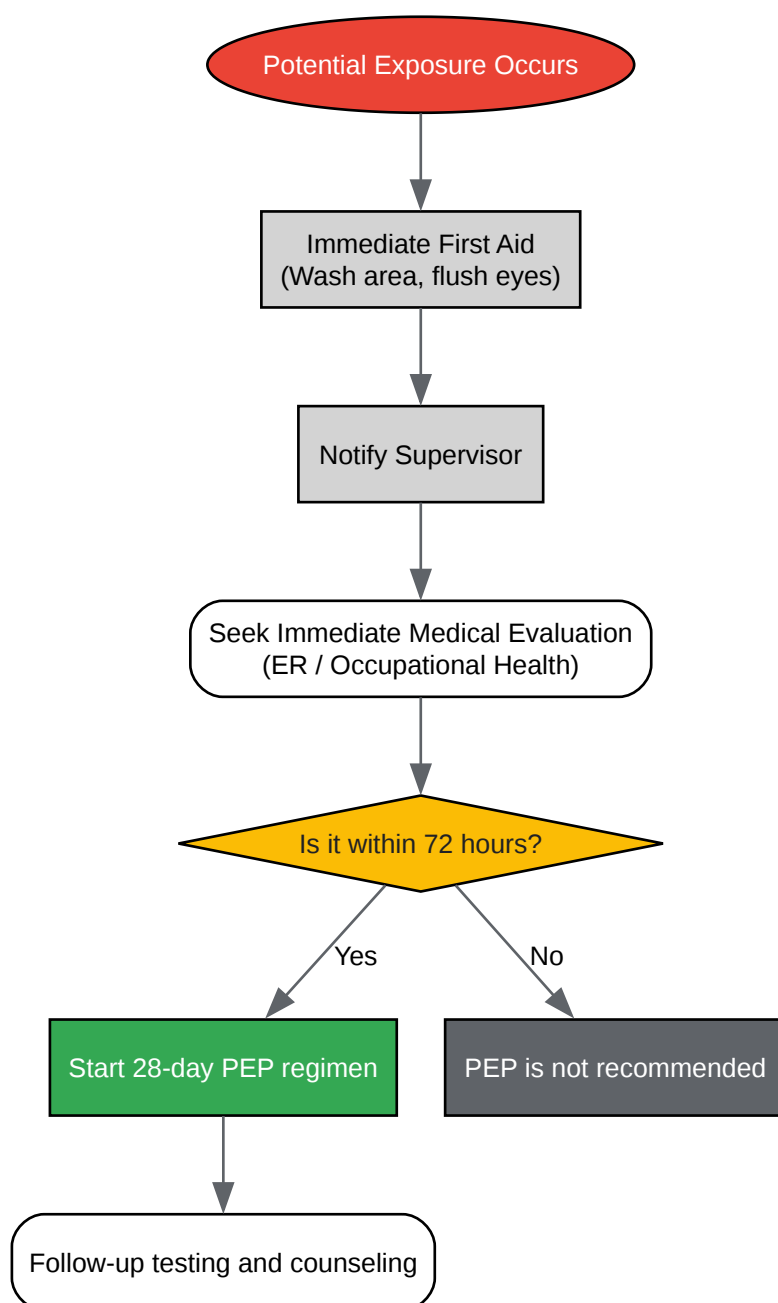 Potential Exposure Occurs
Immediate First Aid
(Wash area, flush eyes)
Notify Supervisor
Seek Immediate Medical Evaluation
(ER / Occupational Health)
Is it within 72 hours?
Yes
No
Start 28-day PEP regimen
PEP is not recommended
Follow-up testing and counseling